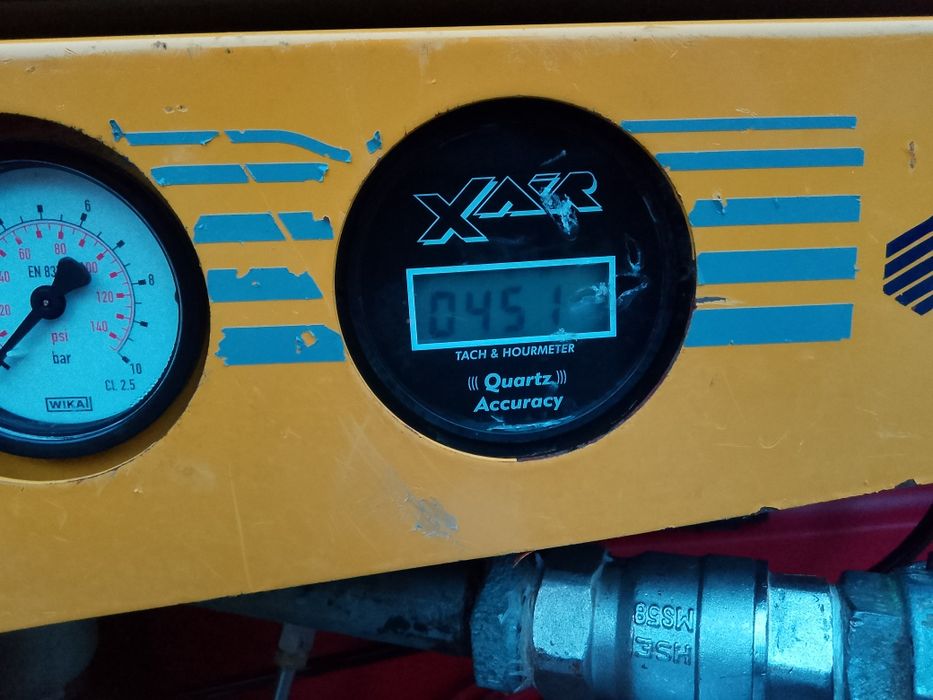 6
80
60
100
40
EN 837
8
120
20
140
psi
bar
10
CL 2.5
WIKA
XAIR
0451
TACH & HOURMETER
Quartz
Accuracy
HSE
MS58